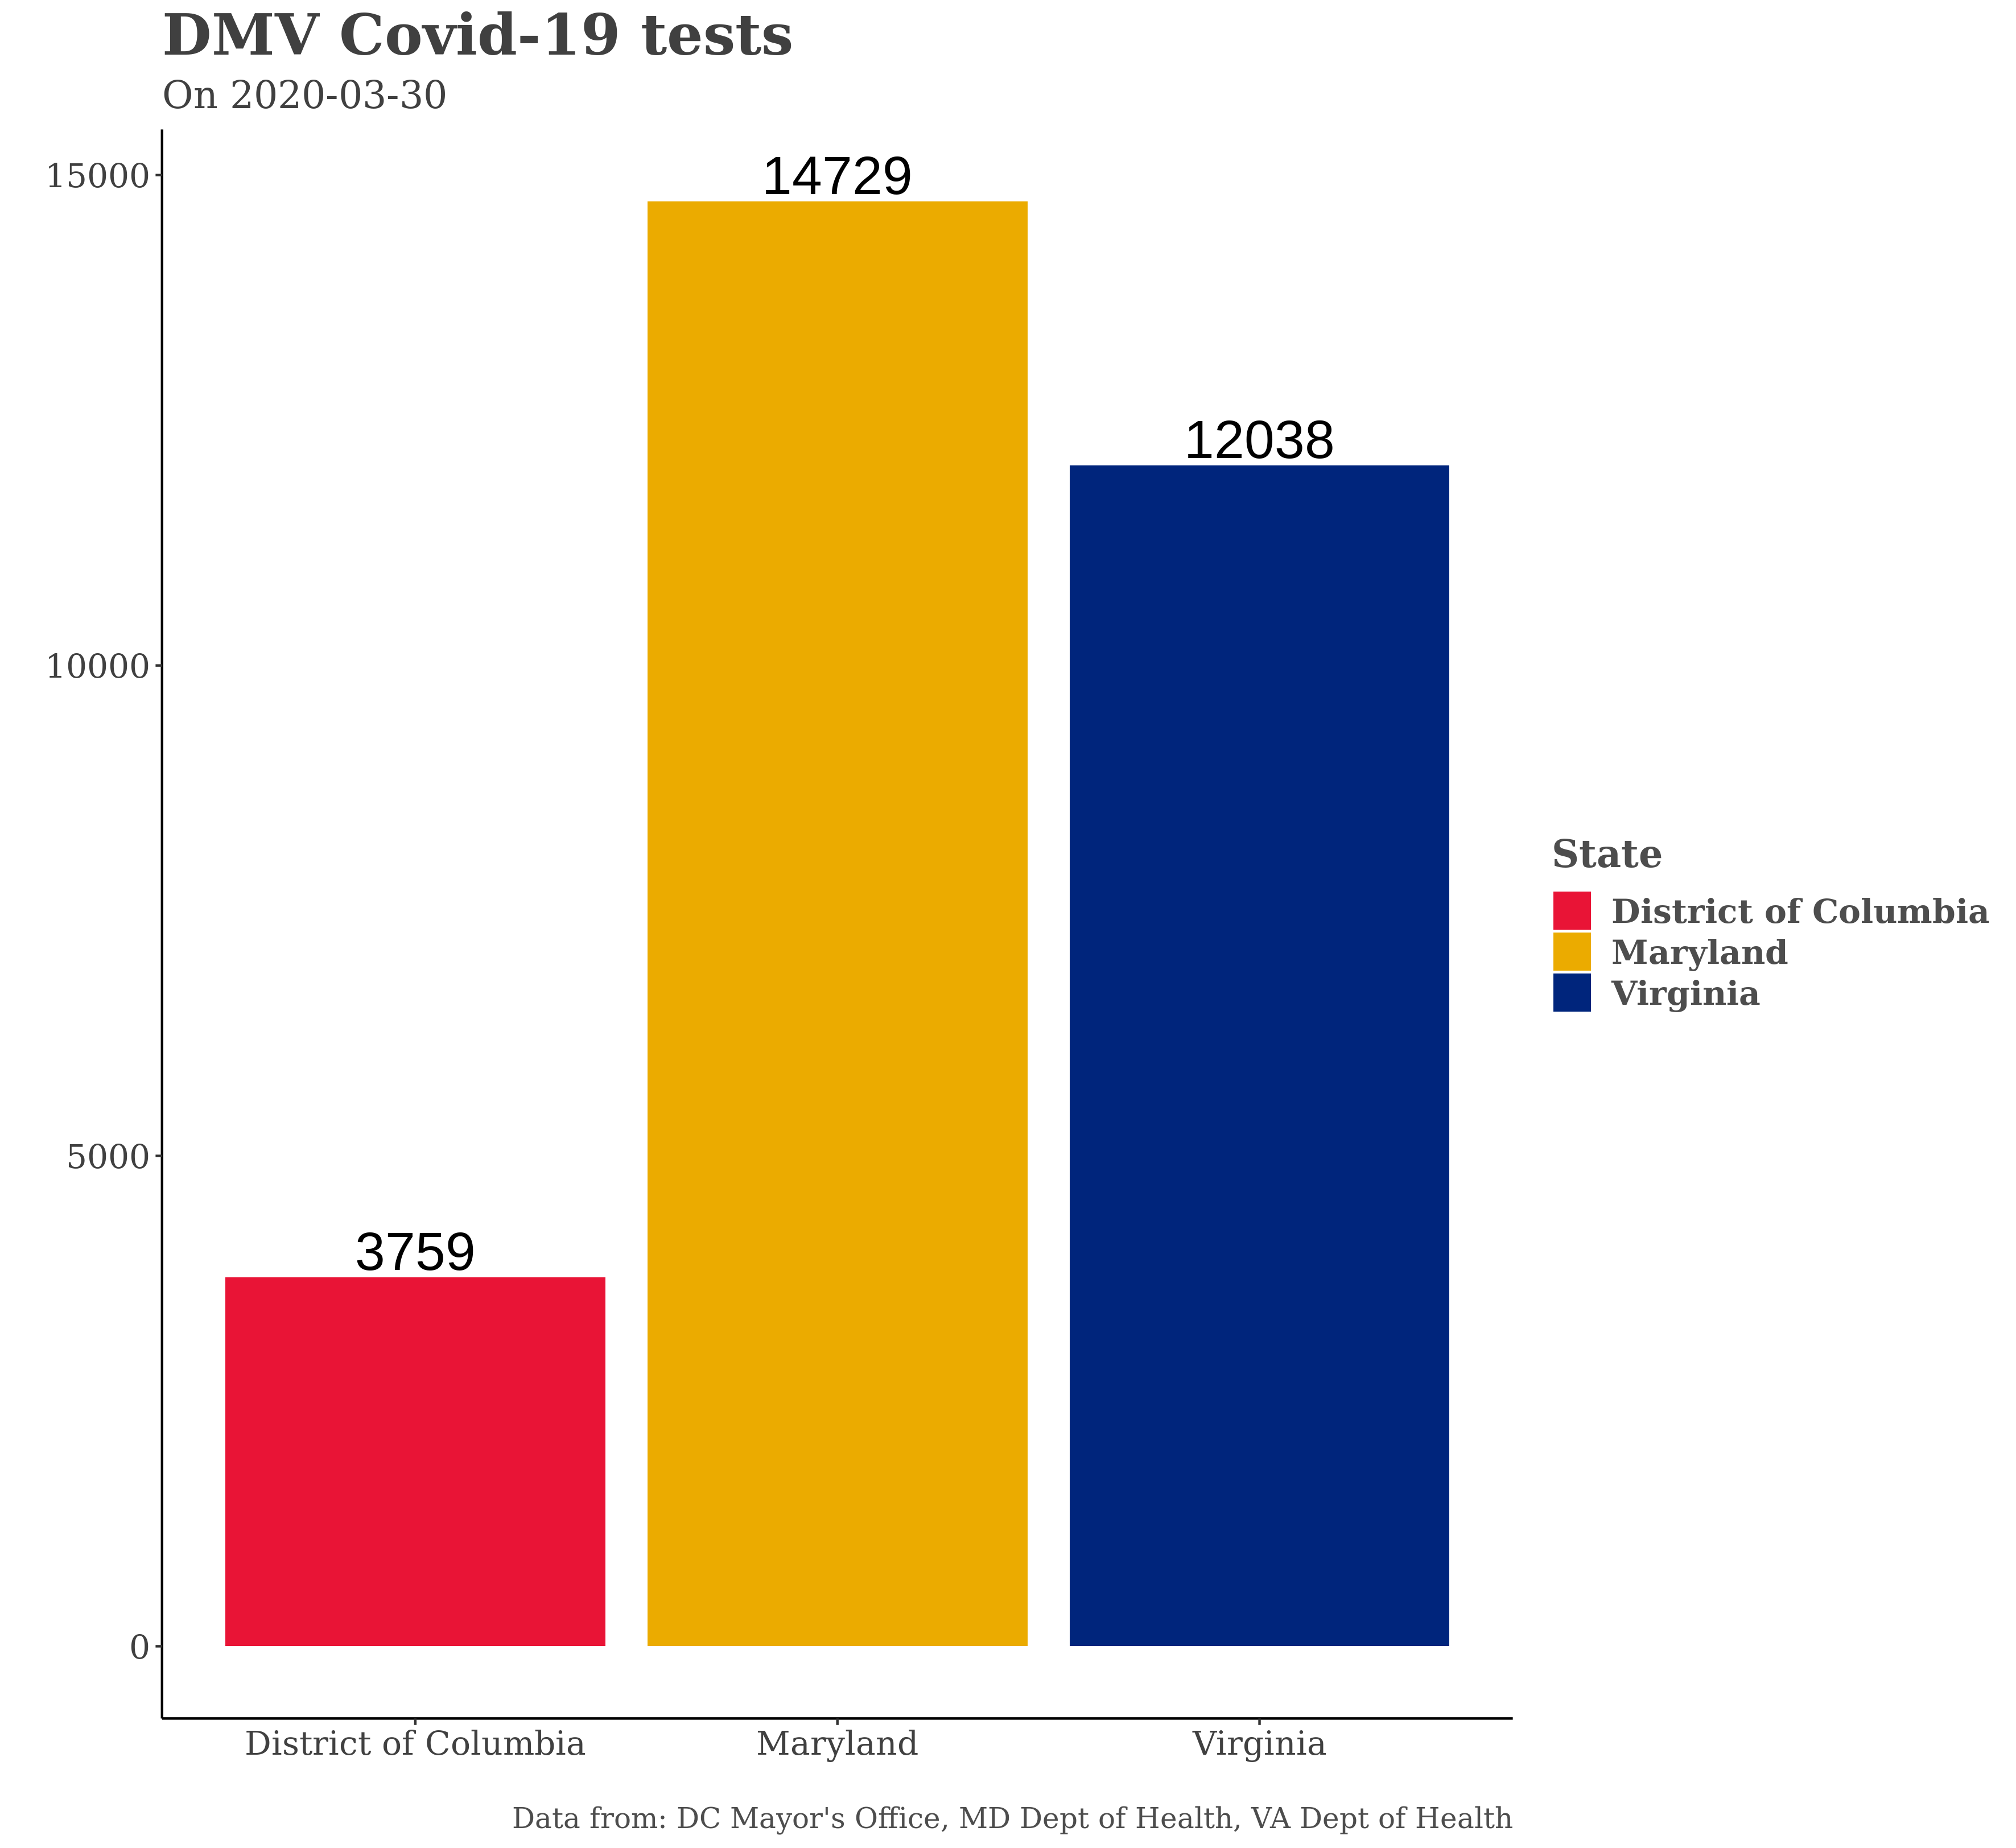 DMV Covid-19 tests
On 2020-03-30
15000
14729
12038
10000
State
District of Columbia
Maryland
Virginia
5000
3759
0
District of Columbia
Maryland
Virginia
Data from: DC Mayor's Office, MD Dept of Health, VA Dept of Health